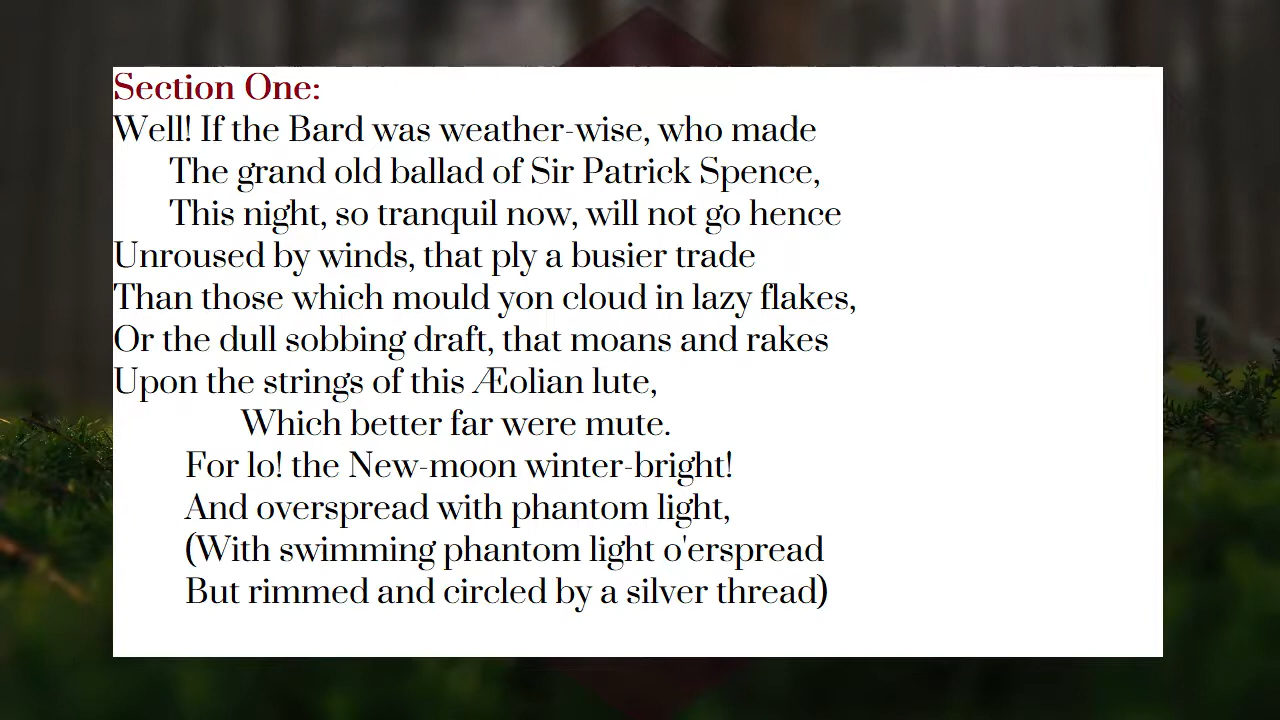 Section One:
Well! If the Bard was weather-wise, who made
The grand old ballad of Sir Patrick Spence,
This night, so tranquil now, will not go hence
Unroused by winds, that ply a busier trade
Than those which mould yon cloud in lazy flakes,
Or the dull sobbing draft, that moans and rakes
Upon the strings of this Æolian lute,
Which better far were mute.
For lo! the New-moon winter-bright!
And overspread with phantom light,
(With swimming phantom light o'erspread
But rimmed and circled by a silver thread)